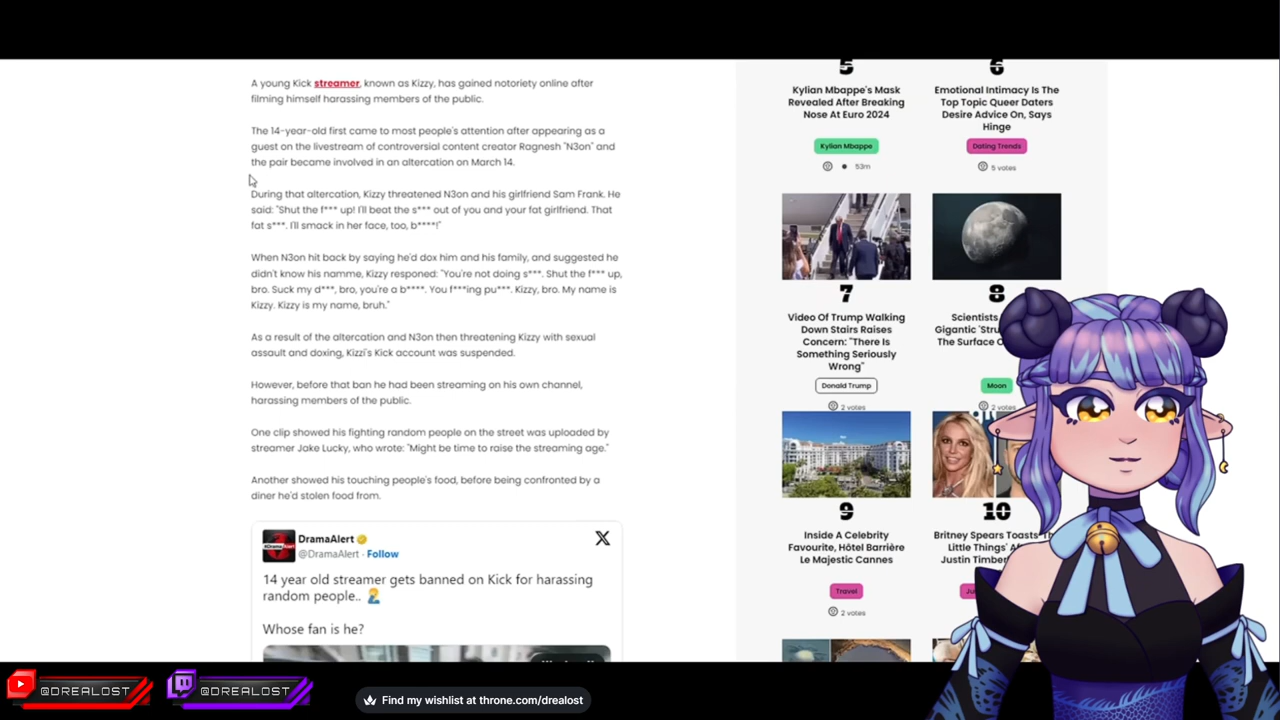 A young Kick streamer, known as Kizzy, has gained notoriety online after
filming himself harassing members of the public.
The 14-year-old first came to most people's attention after appearing as a
guest on the livestream of controversial content creator Ragnesh "N3on" and
the pair became involved in an altercation on March 14.
During that altercation, Kizzy threatened N3on and his girlfriend Sam Frank. He
said: "Shut the f*** up! I'll beat the s*** out of you and your fat girlfriend. That
fat s***. I'll smack in her face, too, b****!"
When N3on hit back by saying he'd dox him and his family, and suggested he
didn't know his namme, Kizzy responed: "You're not doing s***. Shut the f*** up,
bro. Suck my d***, bro, you're a b****. You f***ing pu***. Kizzy, bro. My name is
Kizzy. Kizzy is my name, bruh."
As a result of the altercation and N3on then threatening Kizzy with sexual
assault and doxing, Kizzi's Kick account was suspended.
However, before that ban he had been streaming on his own channel,
harassing members of the public.
One clip showed his fighting random people on the street was uploaded by
streamer Jake Lucky, who wrote: "Might be time to raise the streaming age."
Another showed his touching people's food, before being confronted by a
diner he'd stolen food from.
DramaAlert
@DramaAlert · Follow
14 year old streamer gets banned on Kick for harassing
random people..
Whose fan is he?
5
Kylian Mbappe's Mask
Revealed After Breaking
Nose At Euro 2024
Kylian Mbappe
53m
6
Emotional Intimacy Is The
Top Topic Queer Daters
Desire Advice On, Says
Hinge
Dating Trends
5 votes
7
Video Of Trump Walking
Down Stairs Raises
Concern: "There Is
Something Seriously
Wrong"
Donald Trump
2 votes
8
Scientists
Gigantic 'Stru
The Surface O
Moon
2 votes
9
Inside A Celebrity
Favourite, Hôtel Barrière
Le Majestic Cannes
Travel
2 votes
10
Britney Spears Toasts 'Th
Little Things' Af
Justin Timber
Ju
@DREALOST
@DREALOST
Find my wishlist at throne.com/drealost